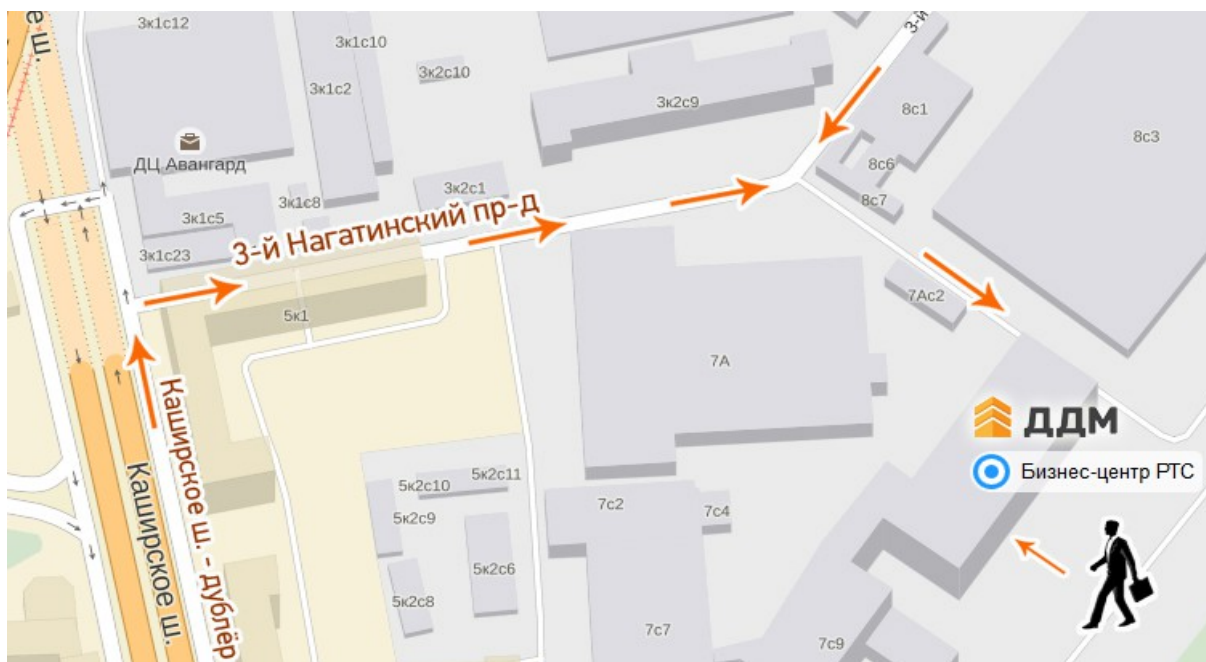 е ш.
3к1с12
3к1с10
3к1с2
3к2с10
3к2с9
3-й
8с1
8с3
8с6
8с7
ДЦ Авангард
3к2с1
3к1с8
3к1с5
3к1с23
3-й Нагатинский пр-д
5к1
7Ас2
7А
Каширское ш. - дублёр
Каширское ш.
ДДМ
Бизнес-центр РТС
5к2с11
5к2с10
5к2с9
7с2
7с4
5к2с6
5к2с8
7с7
7с9